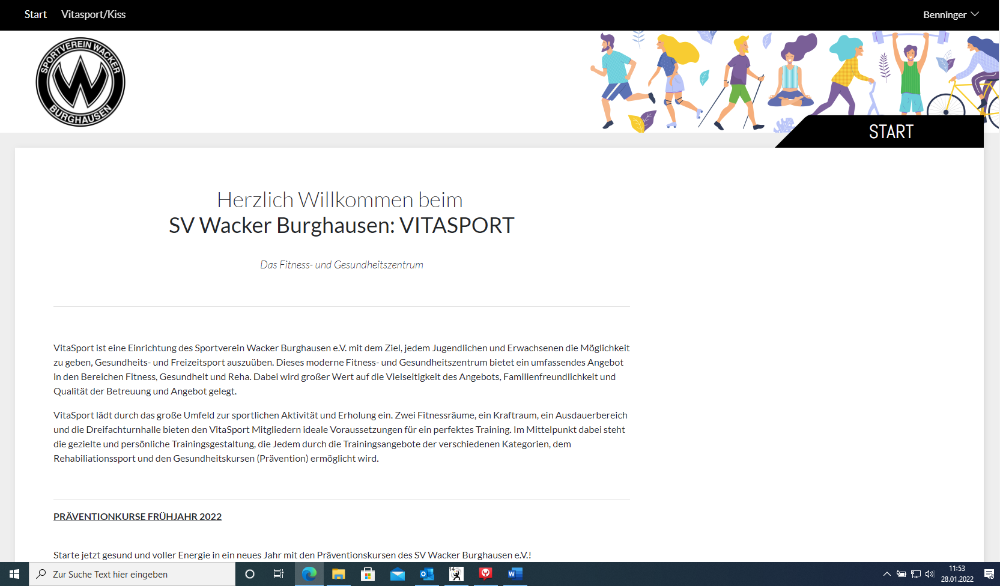 Start Vitasport/Kiss Benninger
SPORTVEREIN WACKER
W
BURGHAUSEN
START
Herzlich Willkommen beim
SV Wacker Burghausen: VITASPORT
Das Fitness- und Gesundheitszentrum
VitaSport ist eine Einrichtung des Sportverein Wacker Burghausen e.V. mit dem Ziel, jedem Jugendlichen und Erwachsenen die Möglichkeit
zu geben, Gesundheits- und Freizeitsport auszuüben. Dieses moderne Fitness- und Gesundheitszentrum bietet ein umfassendes Angebot
in den Bereichen Fitness, Gesundheit und Reha. Dabei wird großer Wert auf die Vielseitigkeit des Angebots, Familienfreundlichkeit und
Qualität der Betreuung und Angebot gelegt.
VitaSport lädt durch das große Umfeld zur sportlichen Aktivität und Erholung ein. Zwei Fitnessräume, ein Kraftraum, ein Ausdauerbereich
und die Dreifachturnhalle bieten den VitaSport Mitgliedern ideale Voraussetzungen für ein perfektes Training. Im Mittelpunkt dabei steht
die gezielte und persönliche Trainingsgestaltung, die Jedem durch die Trainingsangebote der verschiedenen Kategorien, dem
Rehabiliationssport und den Gesundheitskursen (Prävention) ermöglicht wird.
PRÄVENTIONKURSE FRÜHJAHR 2022
Starte jetzt gesund und voller Energie in ein neues Jahr mit den Präventionskursen des SV Wacker Burghausen e.V.!
Zur Suche Text hier eingeben
14
11:53
28.01.2022